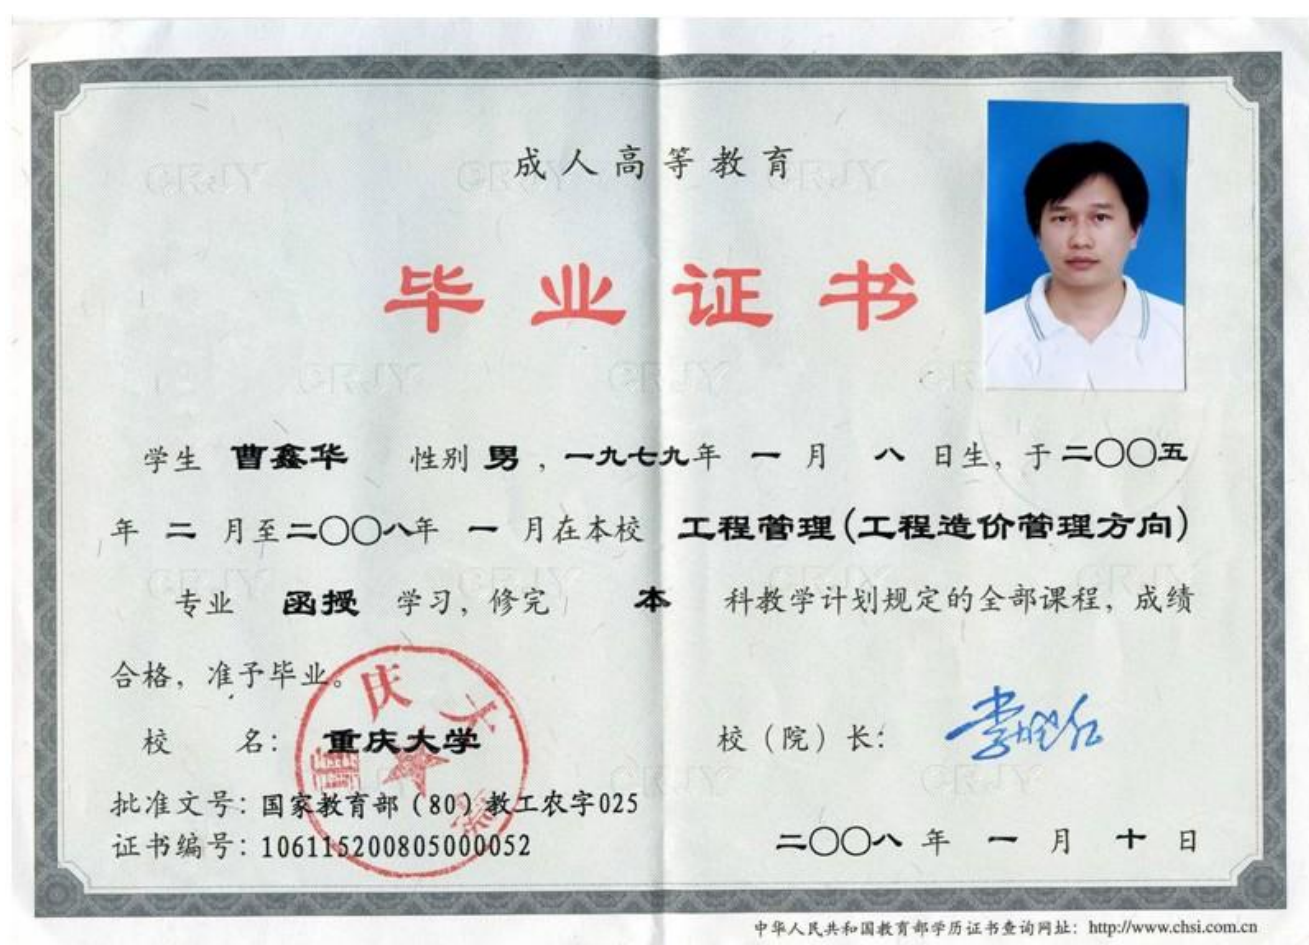 成人高等教育
毕业证书
学生 曹鑫华 性别 男，一九七九年 一 月 八 日生，于二〇〇五
年 二 月至二〇〇八年 一 月在本校 工程管理(工程造价管理方向)
专业 函授 学习，修完 本 科教学计划规定的全部课程，成绩
合格，准予毕业。
校 名：重庆大学
校（院）长：
批准文号：国家教育部（80）教工农字025
证书编号：106115200805000052
二〇〇八 年 一 月 十 日
中华人民共和国教育部学历证书查询网址：http://www.chsi.com.cn